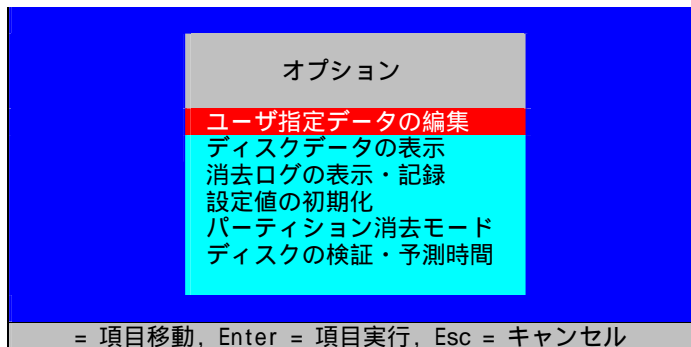 オプション
ユーザ指定データの編集
ディスクデータの表示
消去ログの表示・記録
設定値の初期化
パーティション消去モード
ディスクの検証・予測時間
= 項目移動, Enter = 項目実行, Esc = キャンセル